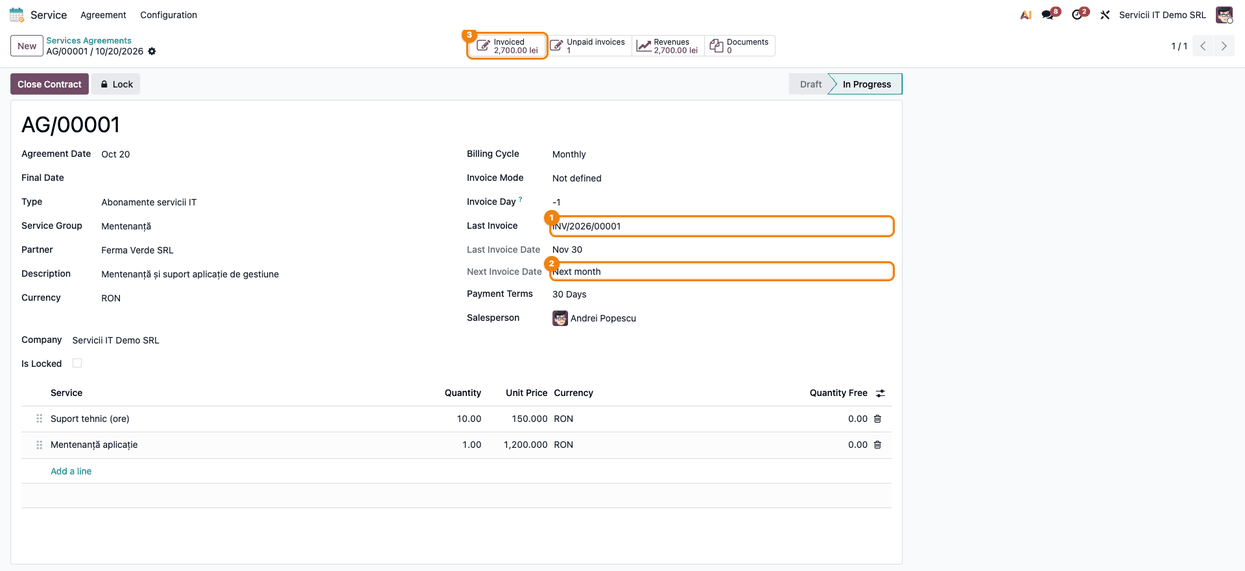 Service Agreement Configuration
8 2 Servicii IT Demo SRL
New
Services Agreements
AG/00001 / 10/20/2026
3
Invoiced
2,700.00 lei
Unpaid invoices
1
Revenues
2,700.00 lei
Documents
0
1 / 1
Close Contract Lock
Draft In Progress
AG/00001
Agreement Date Oct 20
Final Date
Type Abonamente servicii IT
Service Group Mentenanță
Partner Ferma Verde SRL
Description Mentenanță și suport aplicație de gestiune
Currency RON
Billing Cycle Monthly
Invoice Mode Not defined
Invoice Day ? -1
1
Last Invoice INV/2026/00001
Last Invoice Date Nov 30
2
Next Invoice Date Next month
Payment Terms 30 Days
Salesperson Andrei Popescu
Company Servicii IT Demo SRL
Is Locked
Service Quantity Unit Price Currency Quantity Free
Suport tehnic (ore) 10.00 150.000 RON 0.00
Mentenanță aplicație 1.00 1,200.000 RON 0.00
Add a line